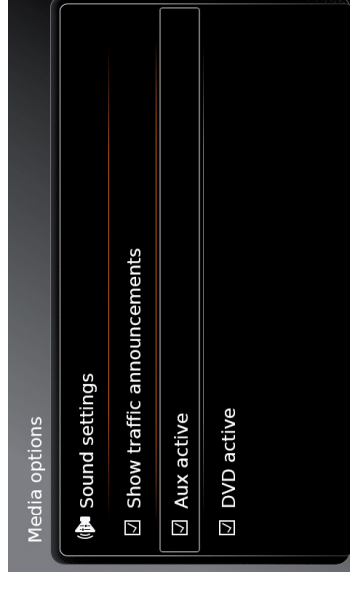 Media options
Sound settings
Show traffic announcements
Aux active
DVD active